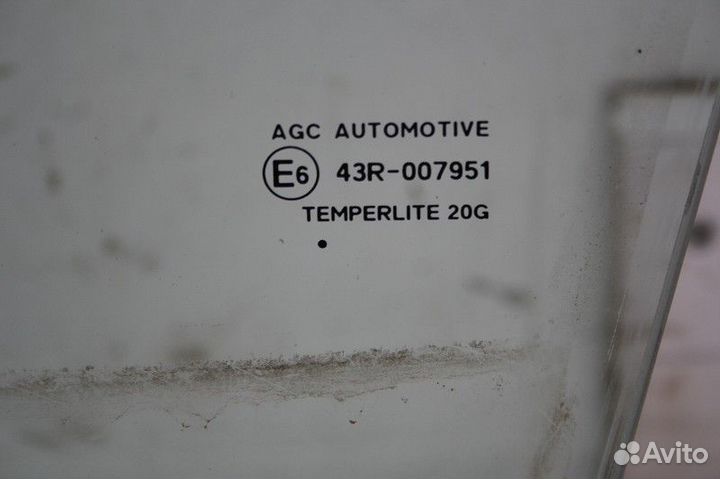 AGC AUTOMOTIVE
E6 43R-007951
TEMPERLITE 20G
Avito